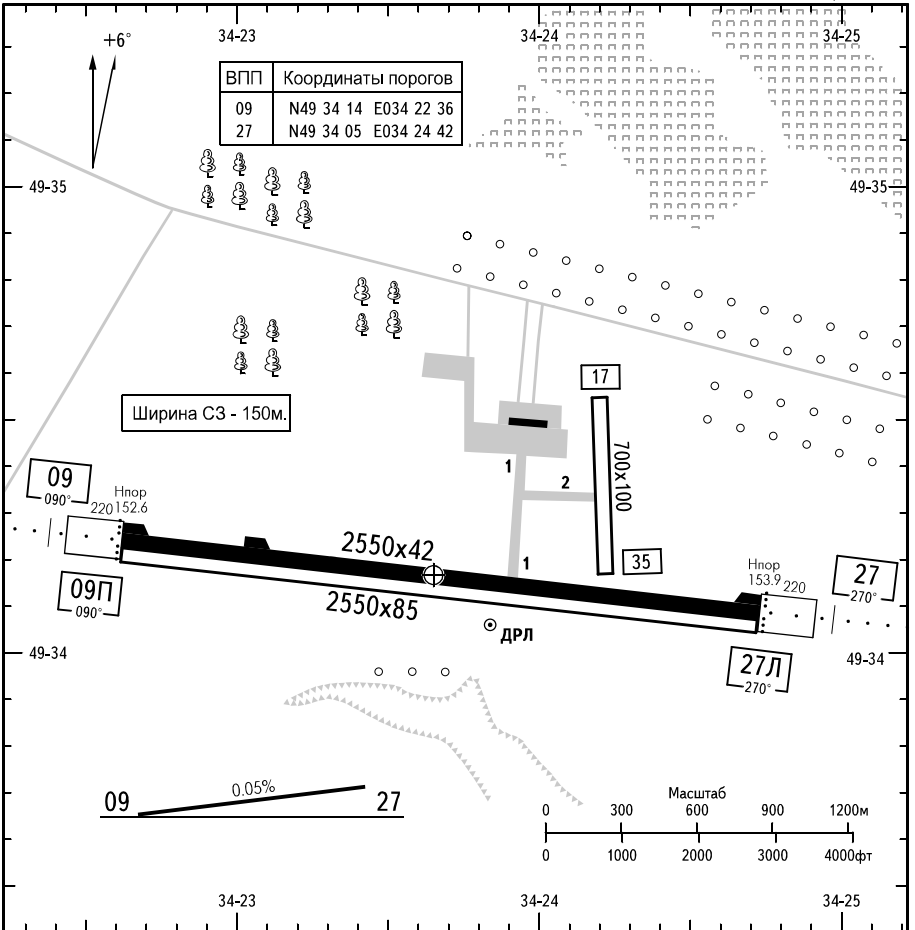 34-23
34-24
34-25
+6°
ВПП Координаты порогов
09 N49 34 14 E034 22 36
27 N49 34 05 E034 24 42
49-35
49-35
17
Ширина СЗ - 150м.
1
2
700x100
09
090°
Hпор
220 152.6
2550x42
1
35
Hпор
153.9 220
27
270°
09П
090°
2550x85
ДРЛ
49-34
27Л
270°
49-34
0.05%
09 27
Масштаб
0 300 600 900 1200м
0 1000 2000 3000 4000фт
34-23
34-24
34-25